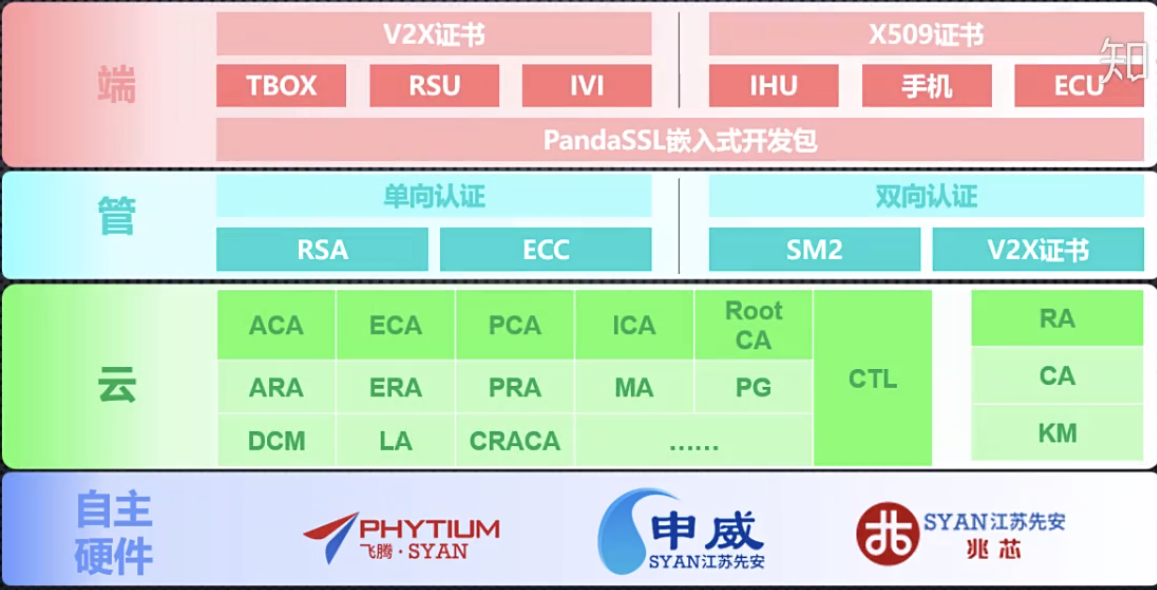 端
V2X证书
X509证书
知
TBOX
RSU
IVI
IHU
手机
ECU
PandaSSL嵌入式开发包
管
单向认证
双向认证
RSA
ECC
SM2
V2X证书
云
ACA
ECA
PCA
ICA
Root
CA
CTL
RA
ARA
ERA
PRA
MA
PG
CA
DCM
LA
CRACA
......
KM
自主
硬件
PHYTIUM
飞腾·SYAN
申威
SYAN江苏先安
SYAN江苏先安
兆芯